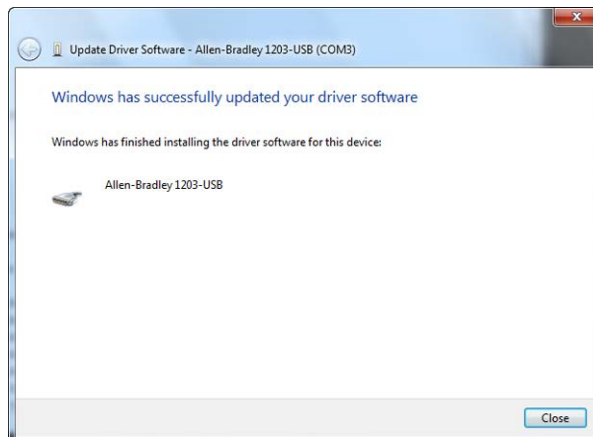 Update Driver Software - Allen-Bradley 1203-USB (COM3)
Windows has successfully updated your driver software
Windows has finished installing the driver software for this device:
Allen-Bradley 1203-USB
Close